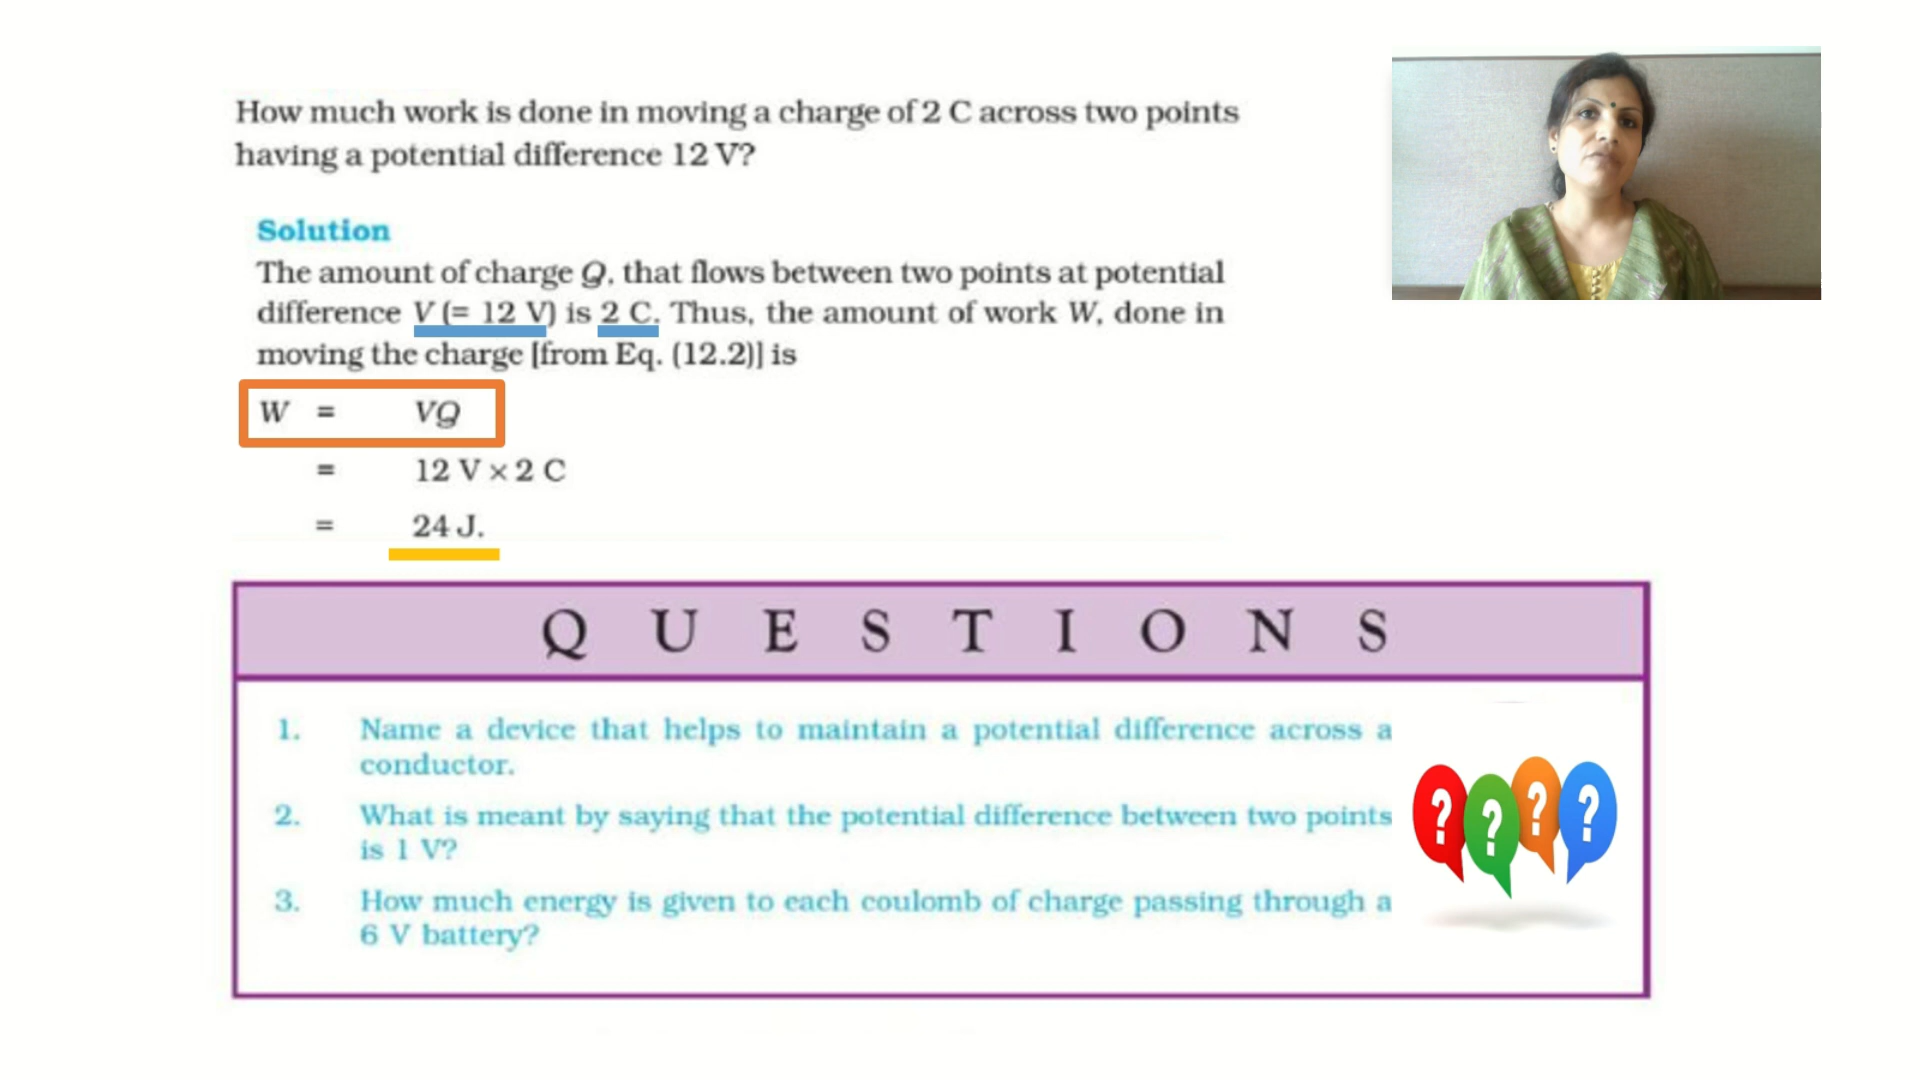 How much work is done in moving a charge of 2 C across two points
having a potential difference 12 V?
Solution
The amount of charge Q, that flows between two points at potential
difference V (= 12 V) is 2 C. Thus, the amount of work W, done in
moving the charge [from Eq. (12.2)] is
W = VQ
= 12 V × 2 C
= 24 J.
QUESTIONS
1. Name a device that helps to maintain a potential difference across a
conductor.
2. What is meant by saying that the potential difference between two points
is 1 V?
3. How much energy is given to each coulomb of charge passing through a
6 V battery?
? ? ? ?